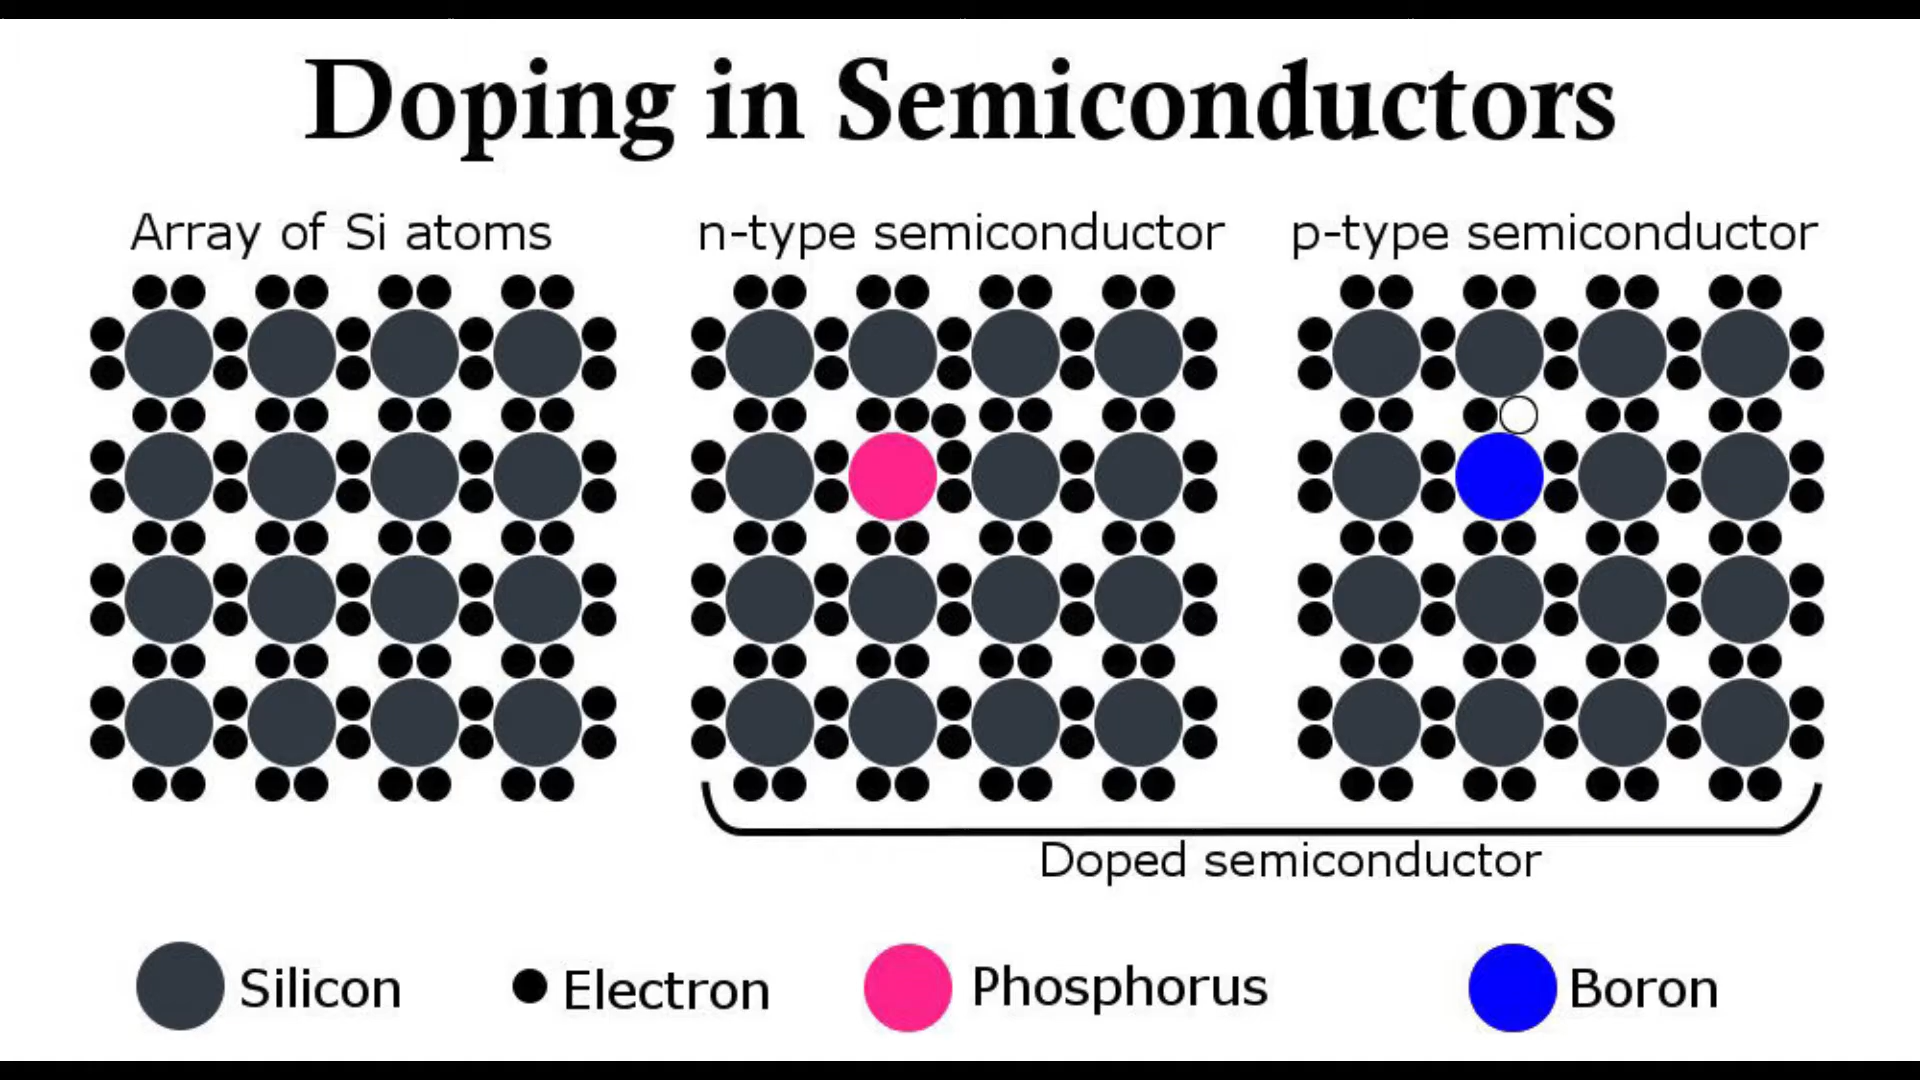 Doping in Semiconductors
Array of Si atoms
n-type semiconductor
p-type semiconductor
Doped semiconductor
Silicon
Electron
Phosphorus
Boron